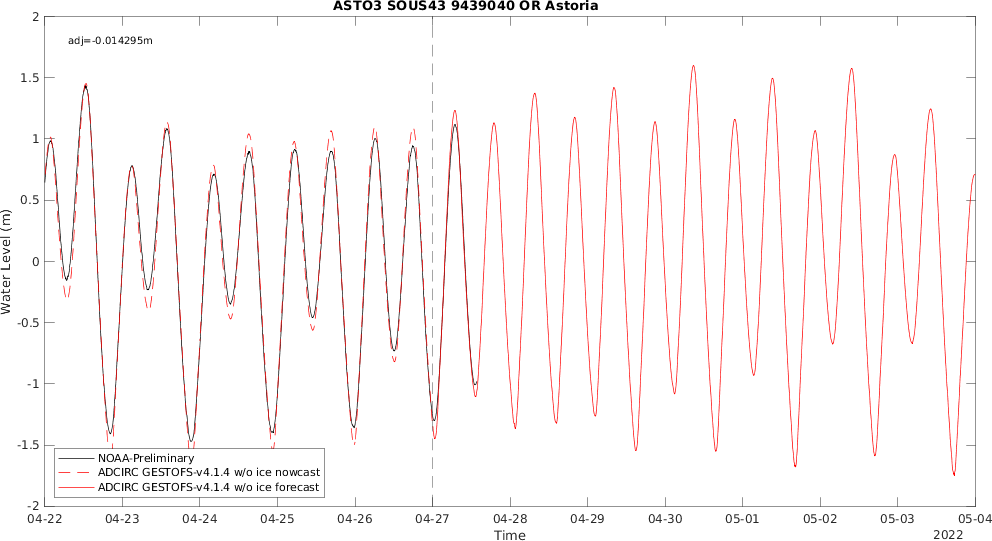 ASTO3 SOUS43 9439040 OR Astoria
adj=-0.014295m
Water Level (m)
2
1.5
1
0.5
0
-0.5
-1
-1.5
-2
NOAA-Preliminary
ADCIRC GESTOFS-v4.1.4 w/o ice nowcast
ADCIRC GESTOFS-v4.1.4 w/o ice forecast
04-22 04-23 04-24 04-25 04-26 04-27 04-28 04-29 04-30 05-01 05-02 05-03 05-04
Time
2022